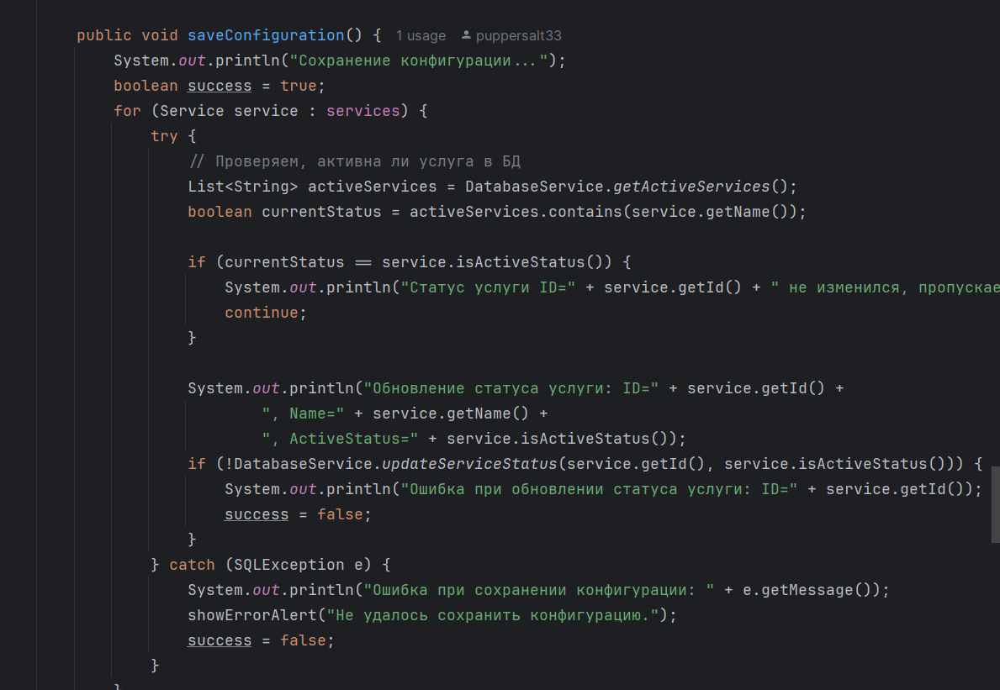 public void saveConfiguration() { 1 usage puppersalt33
System.out.println("Сохранение конфигурации...");
boolean success = true;
for (Service service : services) {
try {
// Проверяем, активна ли услуга в БД
List<String> activeServices = DatabaseService.getActiveServices();
boolean currentStatus = activeServices.contains(service.getName());
if (currentStatus == service.isActiveStatus()) {
System.out.println("Статус услуги ID=" + service.getId() + " не изменился, пропускае
continue;
}
System.out.println("Обновление статуса услуги: ID=" + service.getId() +
", Name=" + service.getName() +
", ActiveStatus=" + service.isActiveStatus());
if (!DatabaseService.updateServiceStatus(service.getId(), service.isActiveStatus())) {
System.out.println("Ошибка при обновлении статуса услуги: ID=" + service.getId());
success = false;
}
} catch (SQLException e) {
System.out.println("Ошибка при сохранении конфигурации: " + e.getMessage());
showErrorAlert("Не удалось сохранить конфигурацию.");
success = false;
}
}